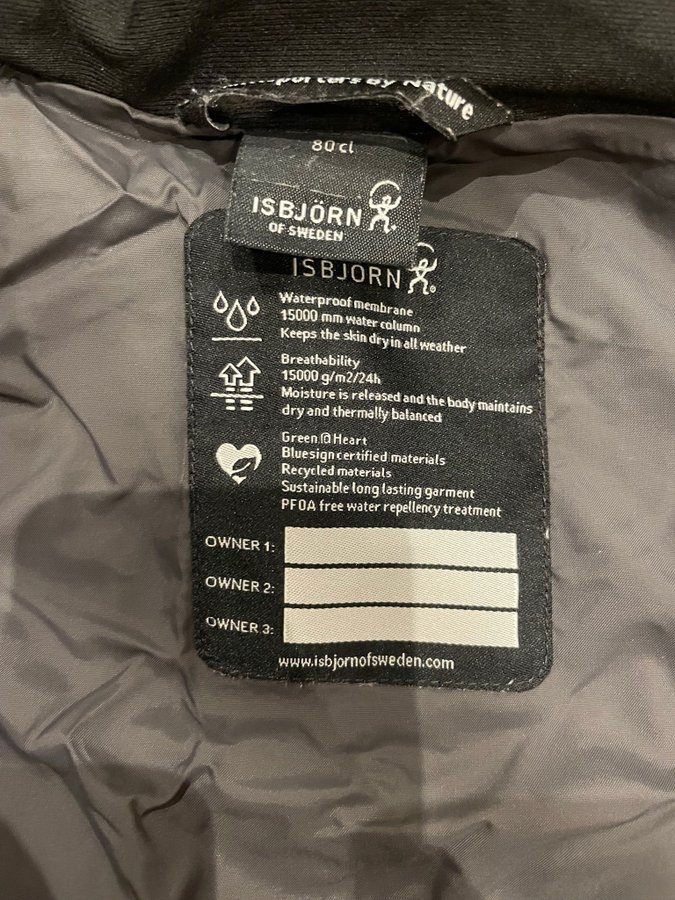 by Nature
80 cl
ISBJÖRN
OF SWEDEN
ISBJORN
Waterproof membrane
15000 mm water column
Keeps the skin dry in all weather
Breathability
15000 g/m2/24h
Moisture is released and the body maintains
dry and thermally balanced
Green @ Heart
Bluesign certified materials
Recycled materials
Sustainable long lasting garment
PFOA free water repellency treatment
OWNER 1:
OWNER 2:
OWNER 3:
www.isbjornofsweden.com